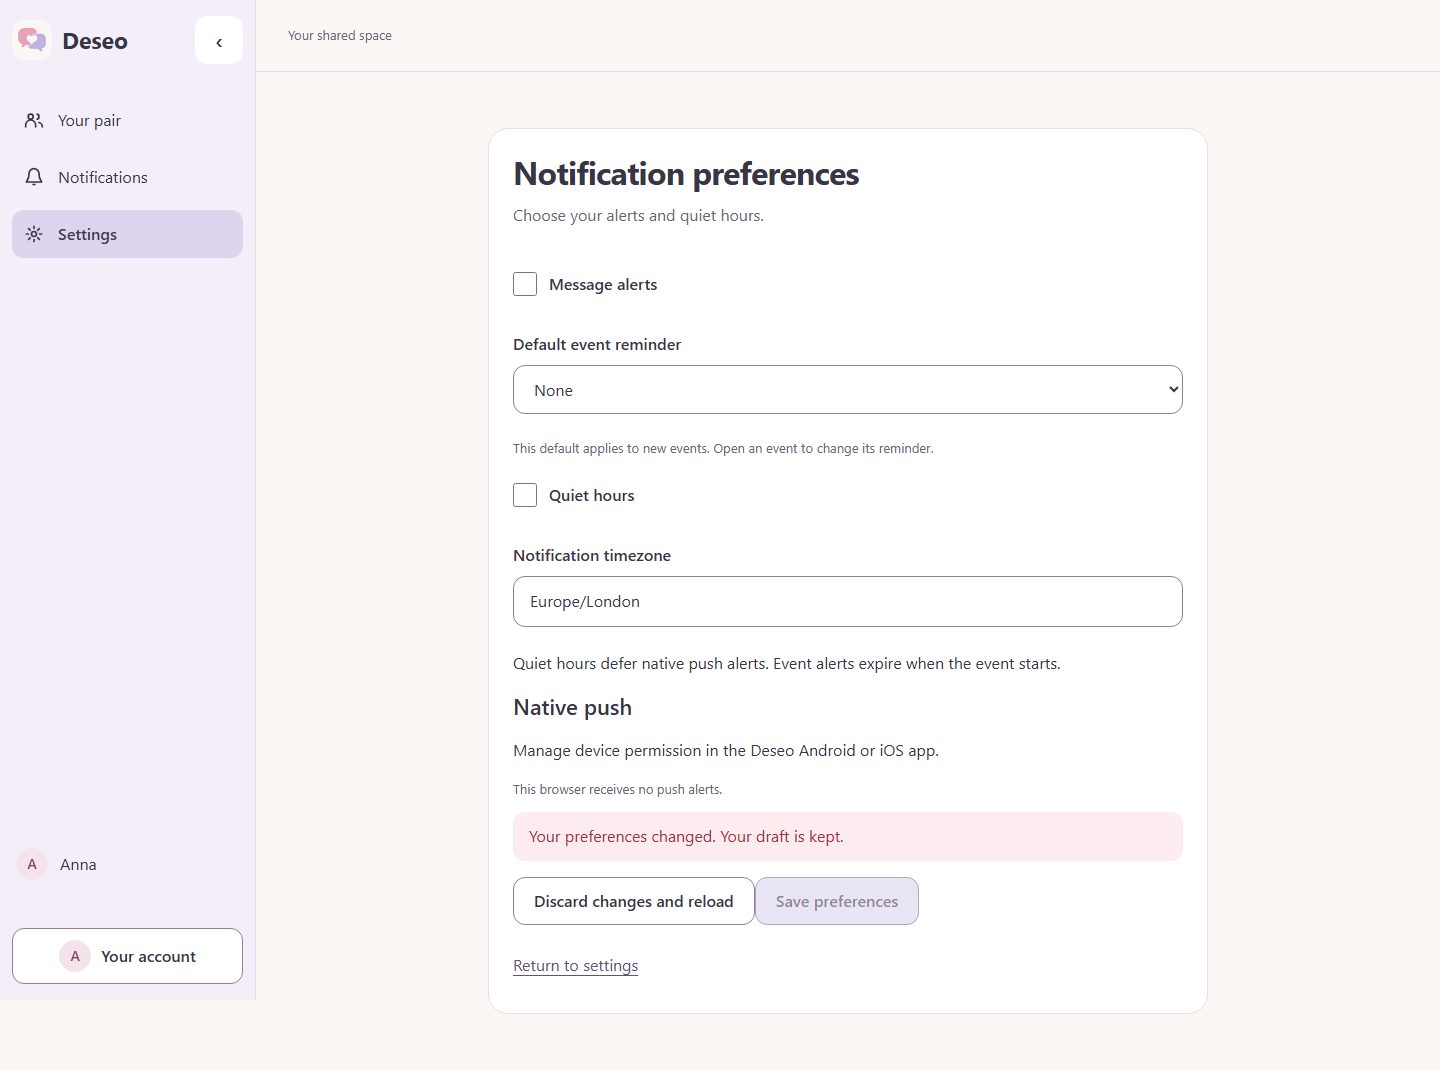 Deseo
‹
Your shared space
Your pair
Notifications
Settings
Notification preferences
Choose your alerts and quiet hours.
Message alerts
Default event reminder
None
This default applies to new events. Open an event to change its reminder.
Quiet hours
Notification timezone
Europe/London
Quiet hours defer native push alerts. Event alerts expire when the event starts.
Native push
Manage device permission in the Deseo Android or iOS app.
This browser receives no push alerts.
Your preferences changed. Your draft is kept.
Discard changes and reload
Save preferences
Return to settings
A Anna
A Your account